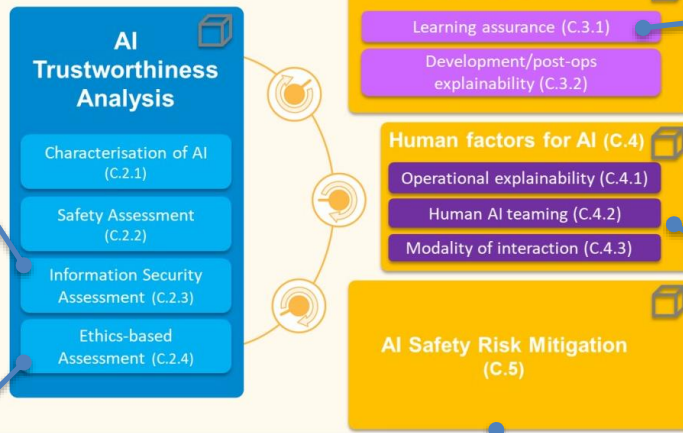 AI
Trustworthiness
Analysis
Characterisation of AI
(C.2.1)
Safety Assessment
(C.2.2)
Information Security
Assessment (C.2.3)
Ethics-based
Assessment (C.2.4)
Learning assurance (C.3.1)
Development/post-ops
explainability (C.3.2)
Human factors for AI (C.4)
Operational explainability (C.4.1)
Human AI teaming (C.4.2)
Modality of interaction (C.4.3)
AI Safety Risk Mitigation
(C.5)